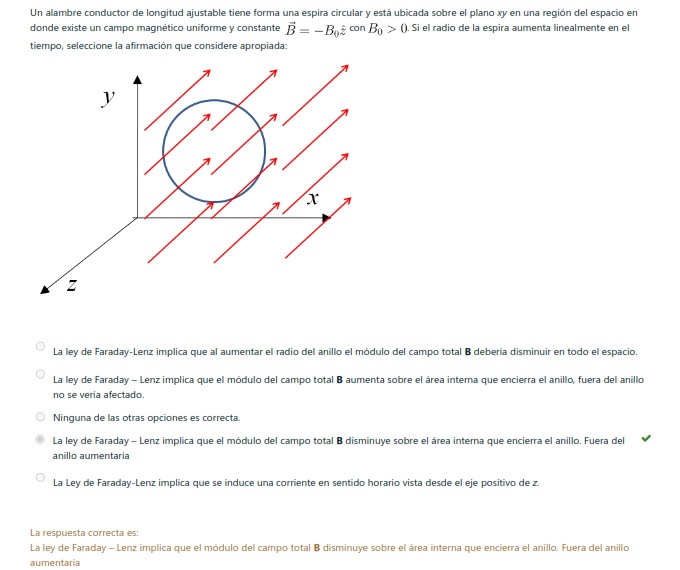 Un alambre conductor de longitud ajustable tiene forma una espira circular y está ubicada sobre el plano xy en una región del espacio en
donde existe un campo magnético uniforme y constante $\vec{B} = -B_0\hat{z}$ con $B_0 > 0$. Si el radio de la espira aumenta linealmente en el
tiempo, seleccione la afirmación que considere apropiada:
y
x
z
La ley de Faraday-Lenz implica que al aumentar el radio del anillo el módulo del campo total B debería disminuir en todo el espacio.
La ley de Faraday – Lenz implica que el módulo del campo total B aumenta sobre el área interna que encierra el anillo, fuera del anillo
no se vería afectado.
Ninguna de las otras opciones es correcta.
La ley de Faraday – Lenz implica que el módulo del campo total B disminuye sobre el área interna que encierra el anillo. Fuera del
anillo aumentaría
La Ley de Faraday-Lenz implica que se induce una corriente en sentido horario vista desde el eje positivo de z.
La respuesta correcta es:
La ley de Faraday – Lenz implica que el módulo del campo total B disminuye sobre el área interna que encierra el anillo. Fuera del anillo
aumentaría